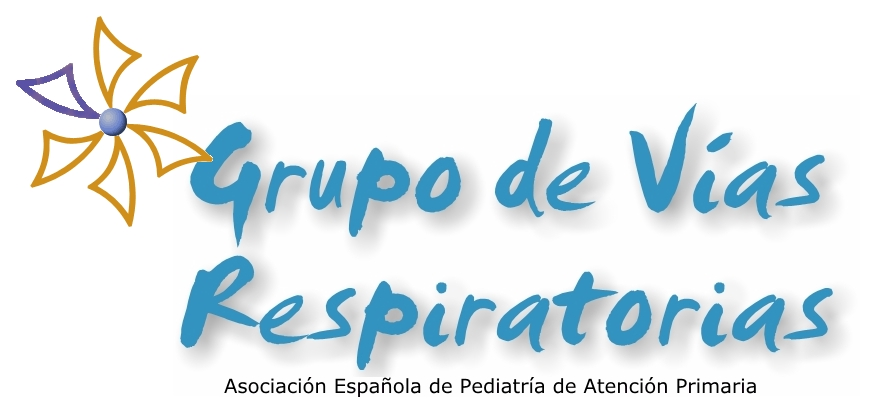 Grupo de Vías
Respiratorias
Asociación Española de Pediatría de Atención Primaria